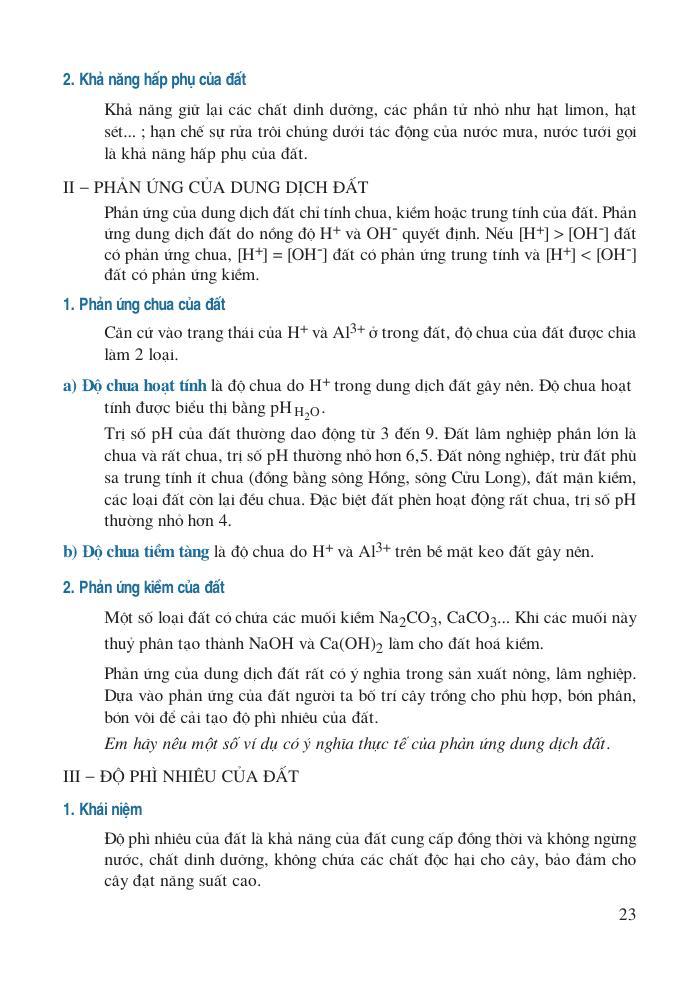 2. Khả năng hấp phụ của đất
Khả năng giữ lại các chất dinh dưỡng, các phần tử nhỏ như hạt limon, hạt
sét... ; hạn chế sự rửa trôi chúng dưới tác động của nước mưa, nước tưới gọi
là khả năng hấp phụ của đất.
II – PHẢN ỨNG CỦA DUNG DỊCH ĐẤT
Phản ứng của dung dịch đất chỉ tính chua, kiềm hoặc trung tính của đất. Phản
ứng dung dịch đất do nồng độ H⁺ và OH⁻ quyết định. Nếu [H⁺] > [OH⁻] đất
có phản ứng chua, [H⁺] = [OH⁻] đất có phản ứng trung tính và [H⁺] < [OH⁻]
đất có phản ứng kiềm.
1. Phản ứng chua của đất
Căn cứ vào trạng thái của H⁺ và Al³⁺ ở trong đất, độ chua của đất được chia
làm 2 loại.
a) Độ chua hoạt tính là độ chua do H⁺ trong dung dịch đất gây nên. Độ chua hoạt
tính được biểu thị bằng pH H₂O.
Trị số pH của đất thường dao động từ 3 đến 9. Đất lâm nghiệp phần lớn là
chua và rất chua, trị số pH thường nhỏ hơn 6,5. Đất nông nghiệp, trừ đất phù
sa trung tính ít chua (đồng bằng sông Hồng, sông Cửu Long), đất mặn kiềm,
các loại đất còn lại đều chua. Đặc biệt đất phèn hoạt động rất chua, trị số pH
thường nhỏ hơn 4.
b) Độ chua tiềm tàng là độ chua do H⁺ và Al³⁺ trên bề mặt keo đất gây nên.
2. Phản ứng kiềm của đất
Một số loại đất có chứa các muối kiềm Na₂CO₃, CaCO₃... Khi các muối này
thuỷ phân tạo thành NaOH và Ca(OH)₂ làm cho đất hoá kiềm.
Phản ứng của dung dịch đất rất có ý nghĩa trong sản xuất nông, lâm nghiệp.
Dựa vào phản ứng của đất người ta bố trí cây trồng cho phù hợp, bón phân,
bón vôi để cải tạo độ phì nhiêu của đất.
Em hãy nêu một số ví dụ có ý nghĩa thực tế của phản ứng dung dịch đất.
III – ĐỘ PHÌ NHIÊU CỦA ĐẤT
1. Khái niệm
Độ phì nhiêu của đất là khả năng của đất cung cấp đồng thời và không ngừng
nước, chất dinh dưỡng, không chứa các chất độc hại cho cây, bảo đảm cho
cây đạt năng suất cao.
23